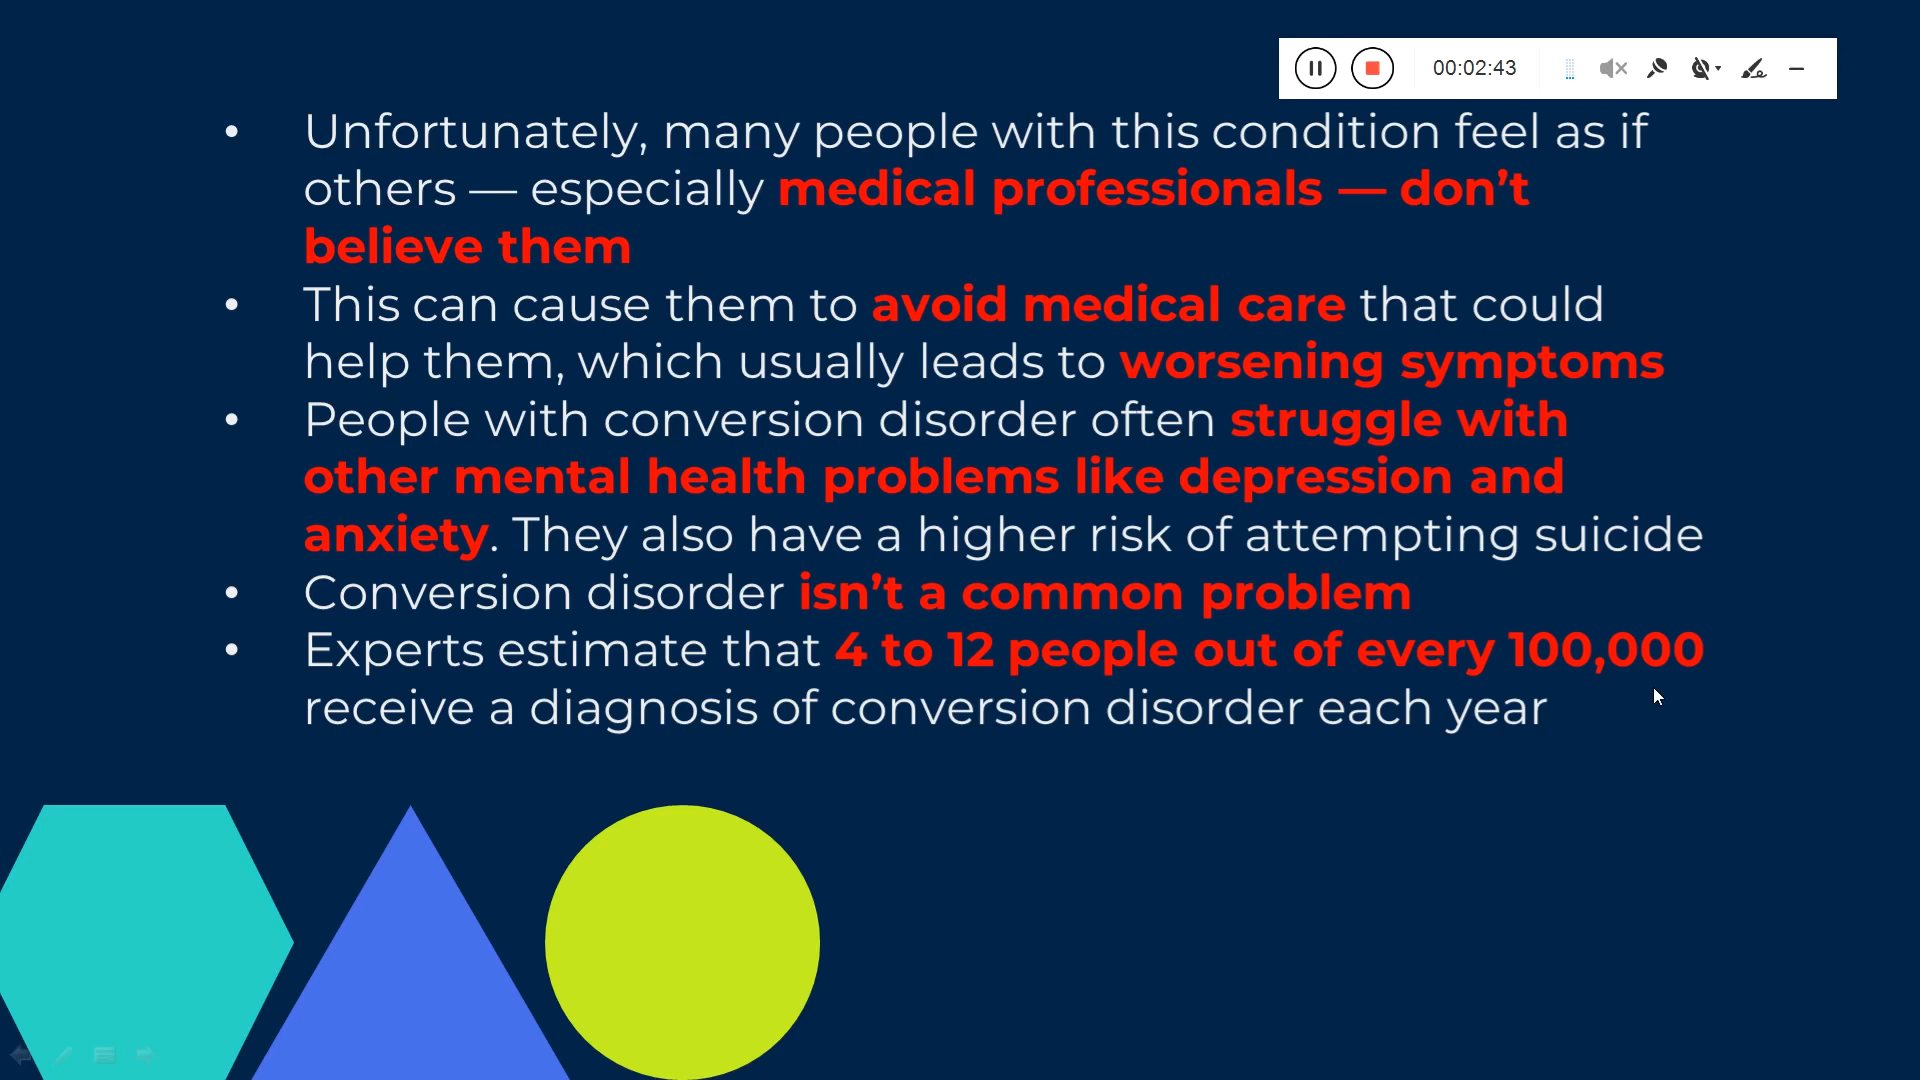 00:02:43
• Unfortunately, many people with this condition feel as if
others — especially medical professionals — don’t
believe them
• This can cause them to avoid medical care that could
help them, which usually leads to worsening symptoms
• People with conversion disorder often struggle with
other mental health problems like depression and
anxiety. They also have a higher risk of attempting suicide
• Conversion disorder isn’t a common problem
• Experts estimate that 4 to 12 people out of every 100,000
receive a diagnosis of conversion disorder each year